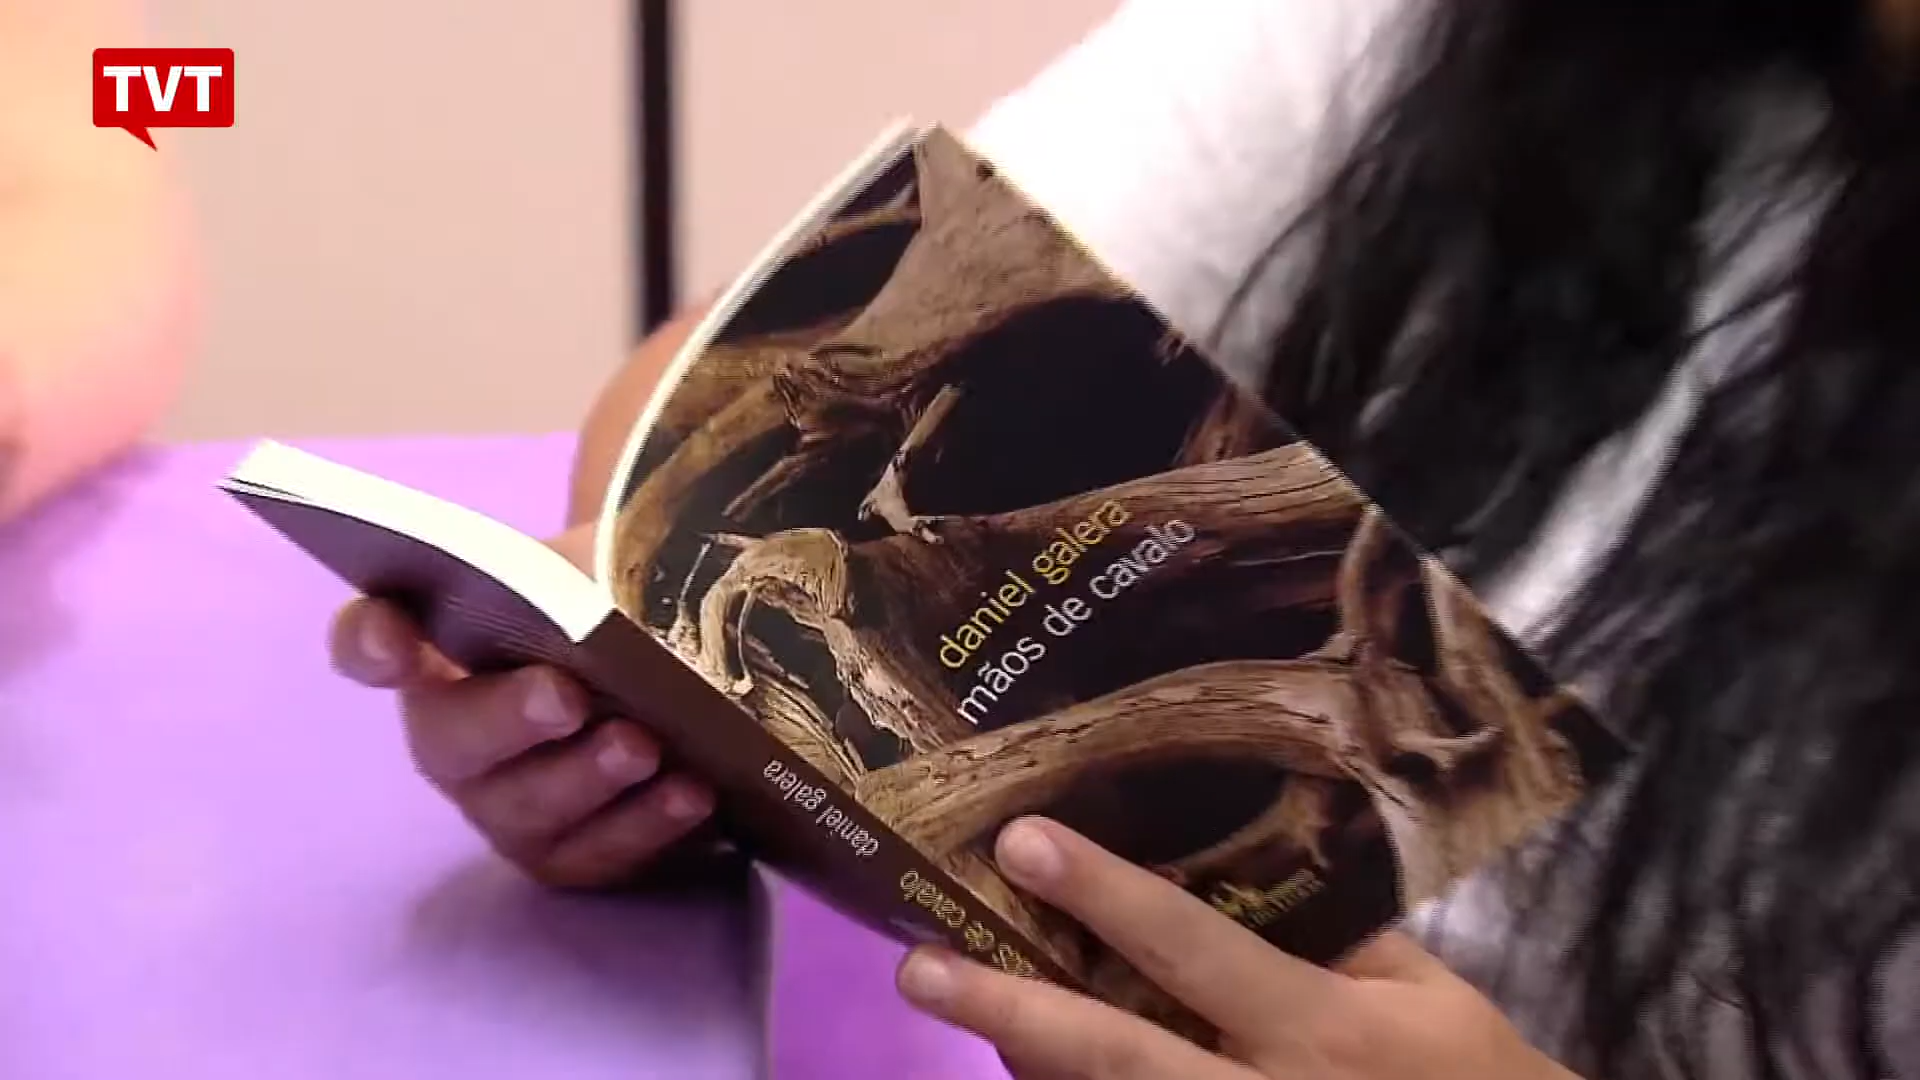 TVT
daniel galera
mãos de cavalo
daniel galera
de cavalo